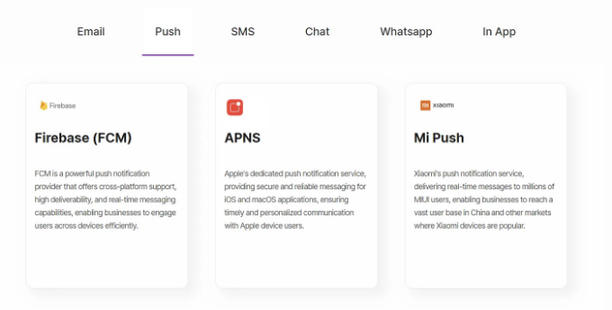 Email Push SMS Chat Whatsapp In App
Firebase
Firebase (FCM)
FCM is a powerful push notification
provider that offers cross-platform support,
high deliverability, and real-time messaging
capabilities, enabling businesses to engage
users across devices efficiently.
APNS
Apple's dedicated push notification service,
providing secure and reliable messaging for
iOS and macOS applications, ensuring
timely and personalized communication
with Apple device users.
mi xiaomi
Mi Push
Xiaomi's push notification service,
delivering real-time messages to millions of
MIUI users, enabling businesses to reach a
vast user base in China and other markets
where Xiaomi devices are popular.